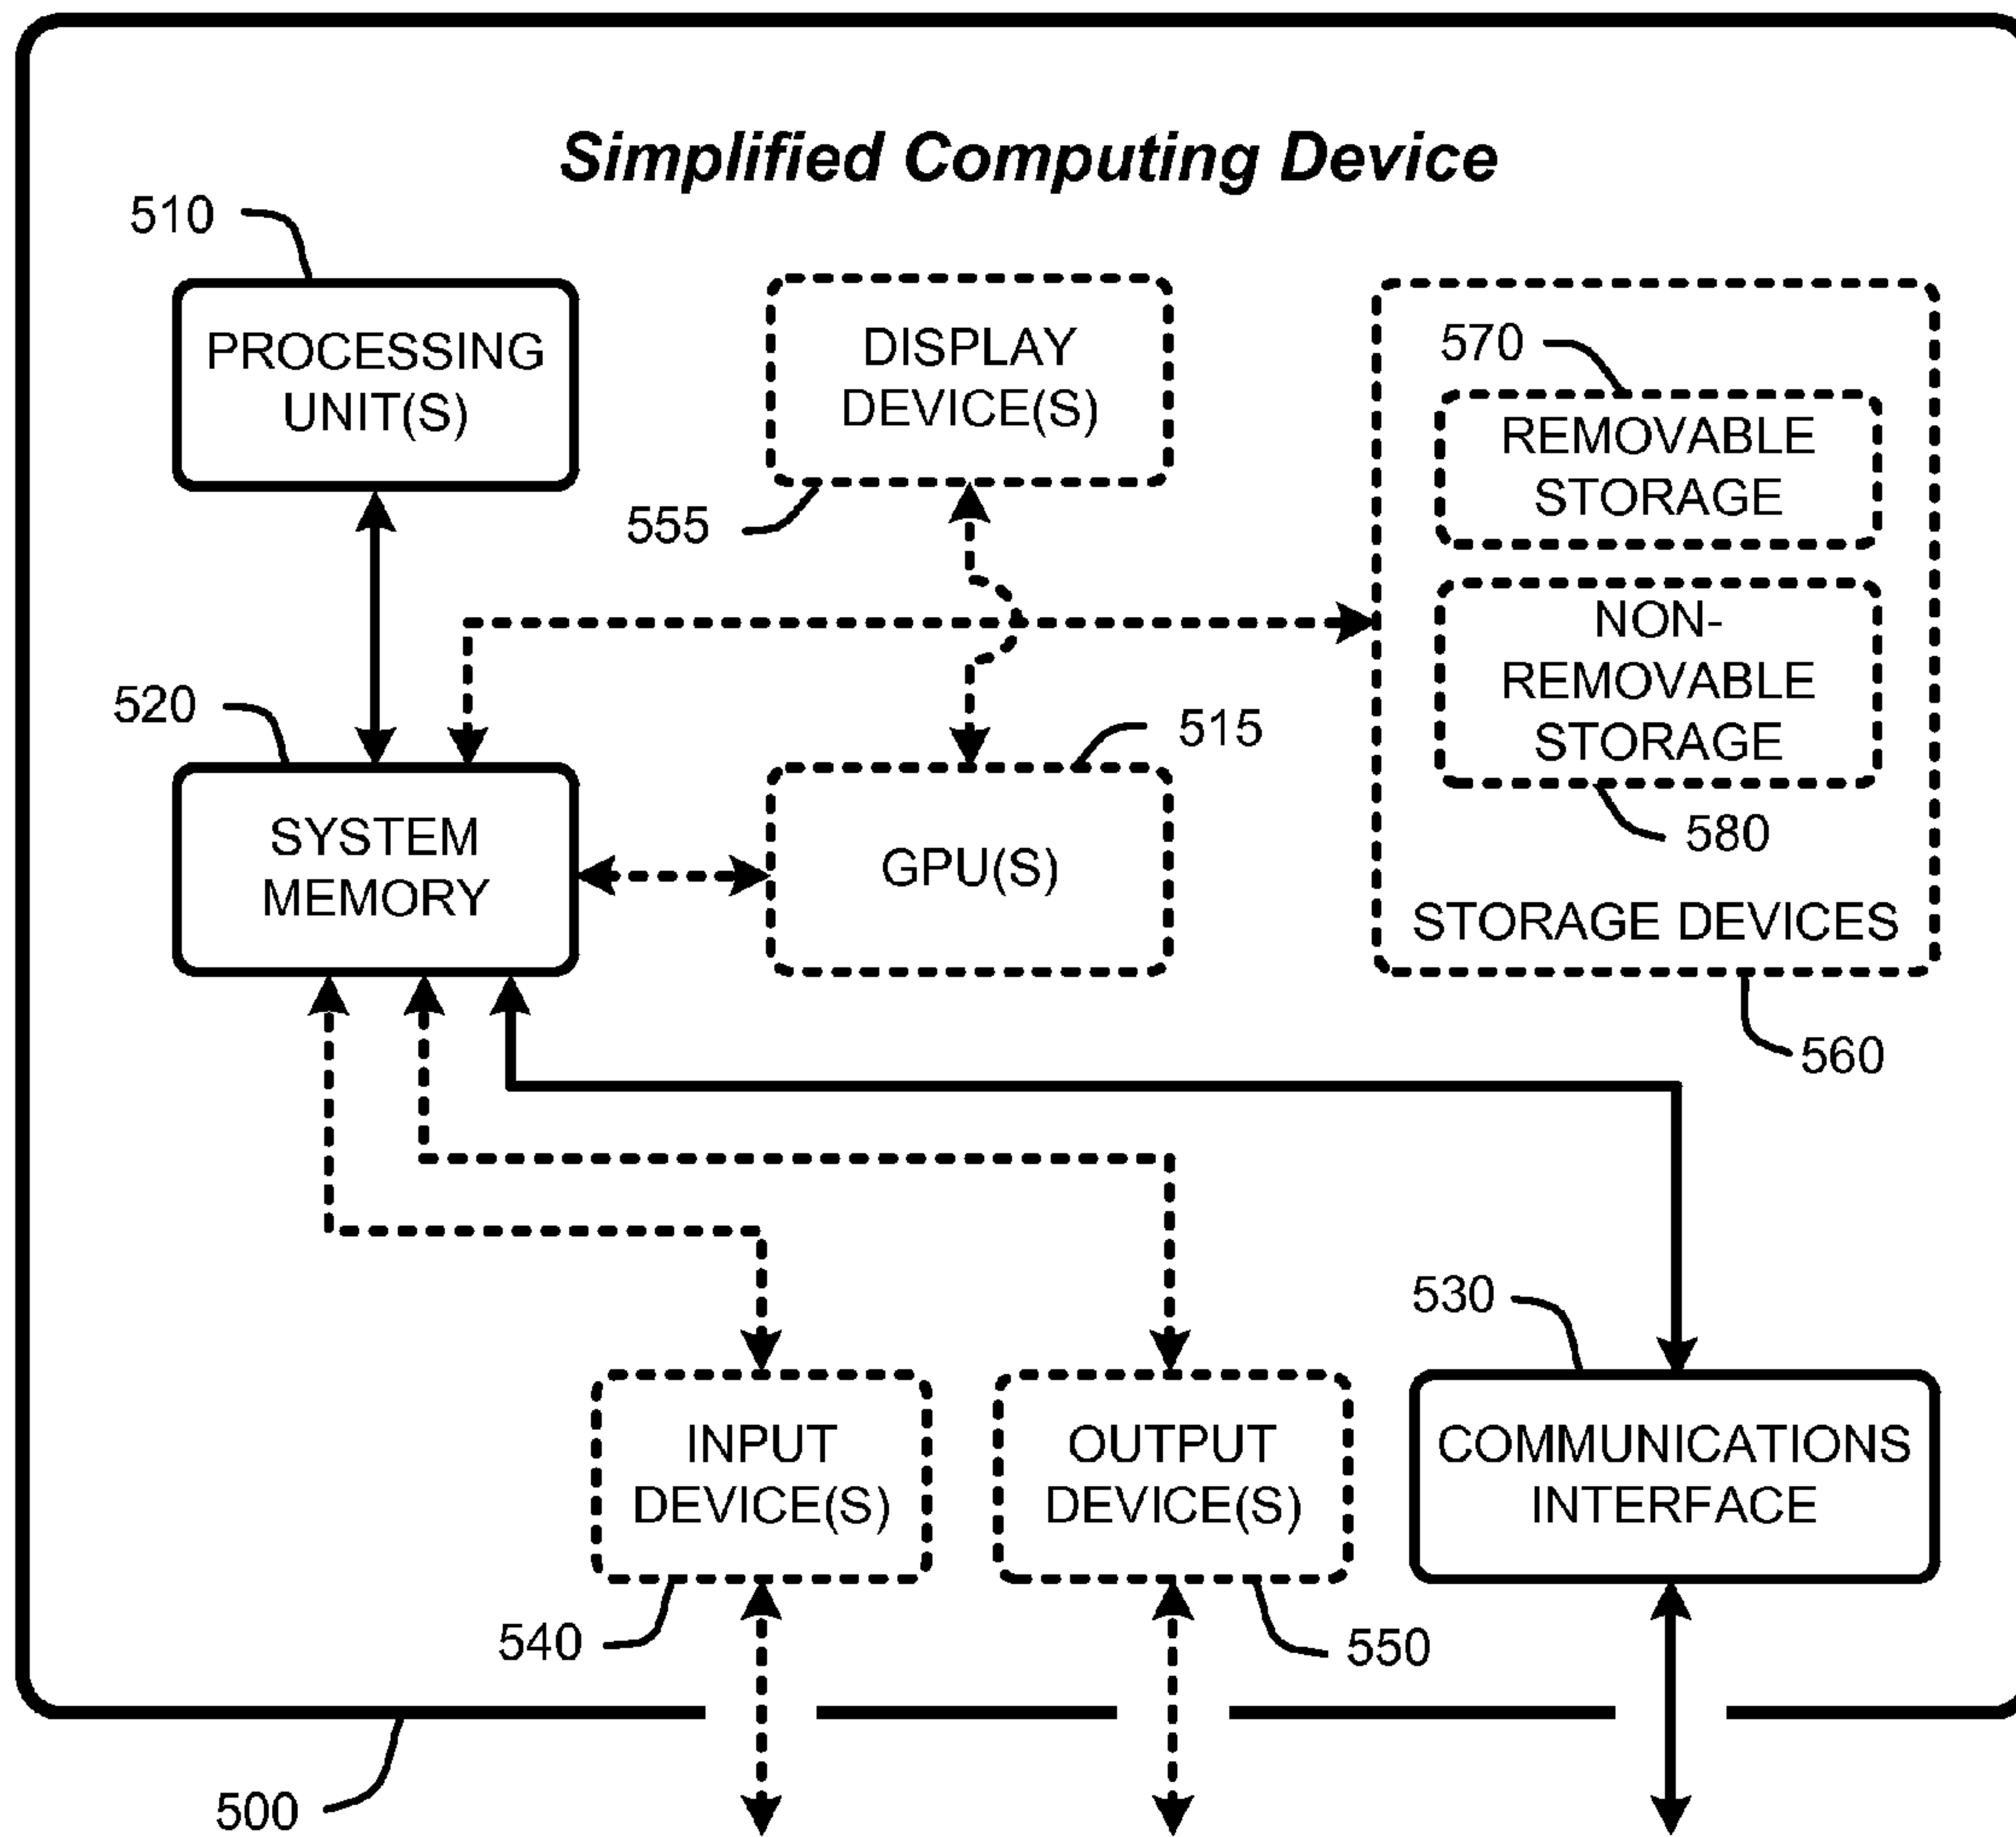 Simplified Computing Device
510
PROCESSING
UNIT(S)
DISPLAY
DEVICE(S)
555
570
REMOVABLE
STORAGE
NON-
REMOVABLE
STORAGE
580
STORAGE DEVICES
560
520
SYSTEM
MEMORY
515
GPU(S)
530
INPUT
DEVICE(S)
540
OUTPUT
DEVICE(S)
550
COMMUNICATIONS
INTERFACE
500